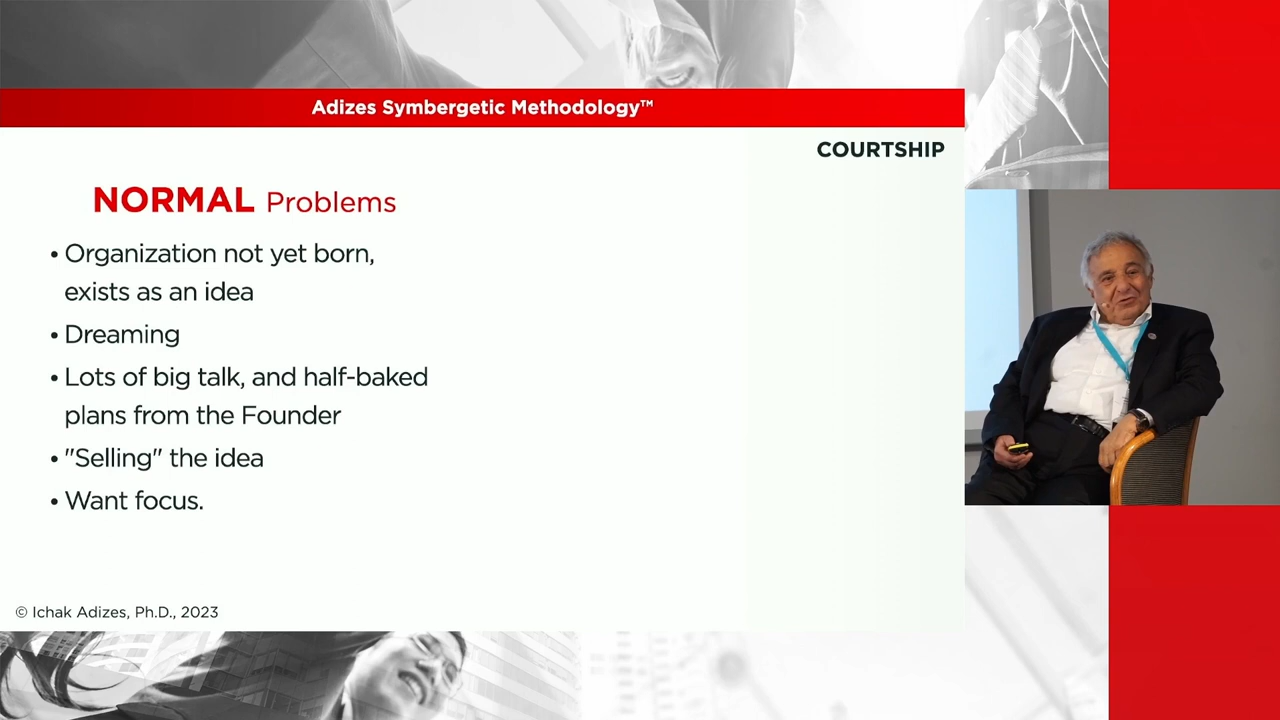 Adizes Symbergetic Methodology™
COURTSHIP
NORMAL Problems
• Organization not yet born,
exists as an idea
• Dreaming
• Lots of big talk, and half-baked
plans from the Founder
• "Selling" the idea
• Want focus.
© Ichak Adizes, Ph.D., 2023